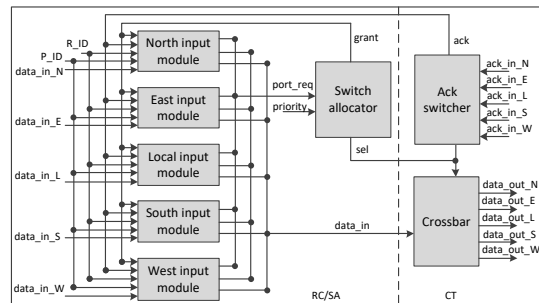 R_ID
P_ID
data_in_N
data_in_E
data_in_L
data_in_S
data_in_W
North input
module
East input
module
Local input
module
South input
module
West input
module
grant
port_req
priority
Switch
allocator
sel
data_in
RC/SA
ack
Ack
switcher
ack_in_N
ack_in_E
ack_in_L
ack_in_S
ack_in_W
Crossbar
data_out_N
data_out_E
data_out_L
data_out_S
data_out_W
CT